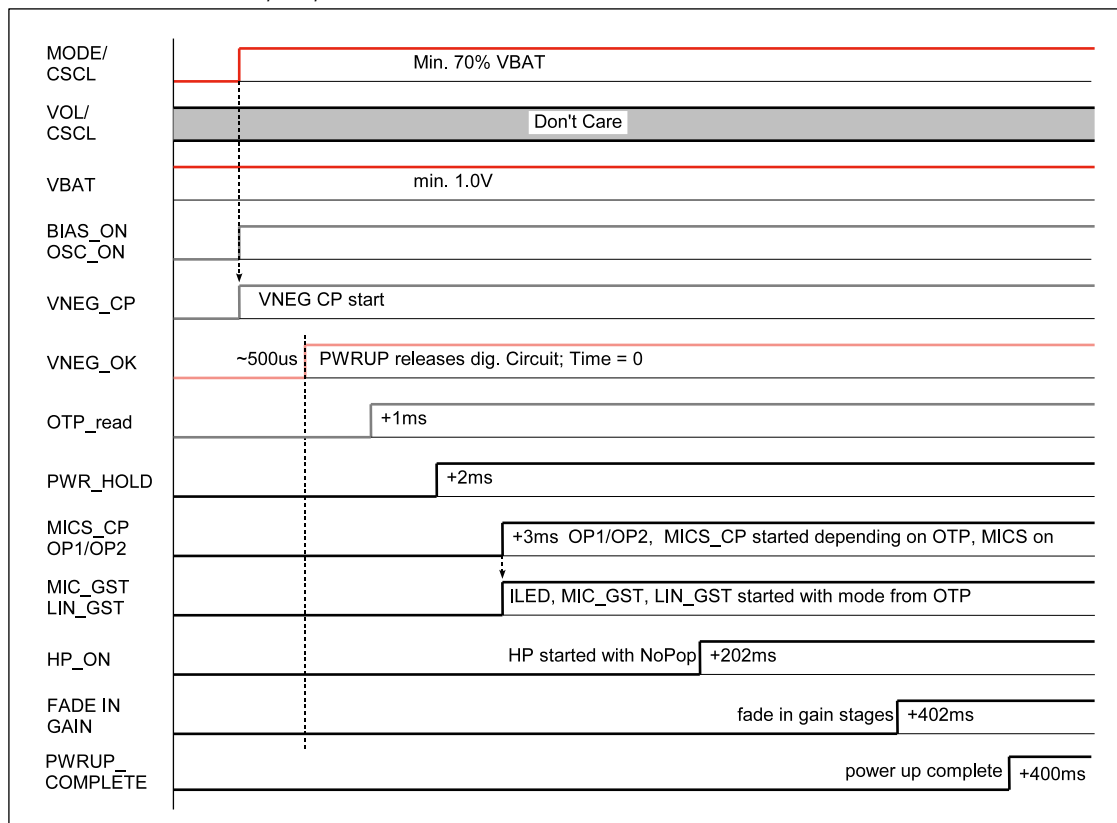 MODE/
CSCL
Min. 70% VBAT
VOL/
CSCL
Don't Care
VBAT
min. 1.0V
BIAS_ON
OSC_ON
VNEG_CP
VNEG CP start
VNEG_OK
~500us
PWRUP releases dig. Circuit; Time = 0
OTP_read
+1ms
PWR_HOLD
+2ms
MICS_CP
OP1/OP2
+3ms OP1/OP2, MICS_CP started depending on OTP, MICS on
MIC_GST
LIN_GST
ILED, MIC_GST, LIN_GST started with mode from OTP
HP_ON
HP started with NoPop
+202ms
FADE IN
GAIN
fade in gain stages
+402ms
PWRUP_
COMPLETE
power up complete
+400ms